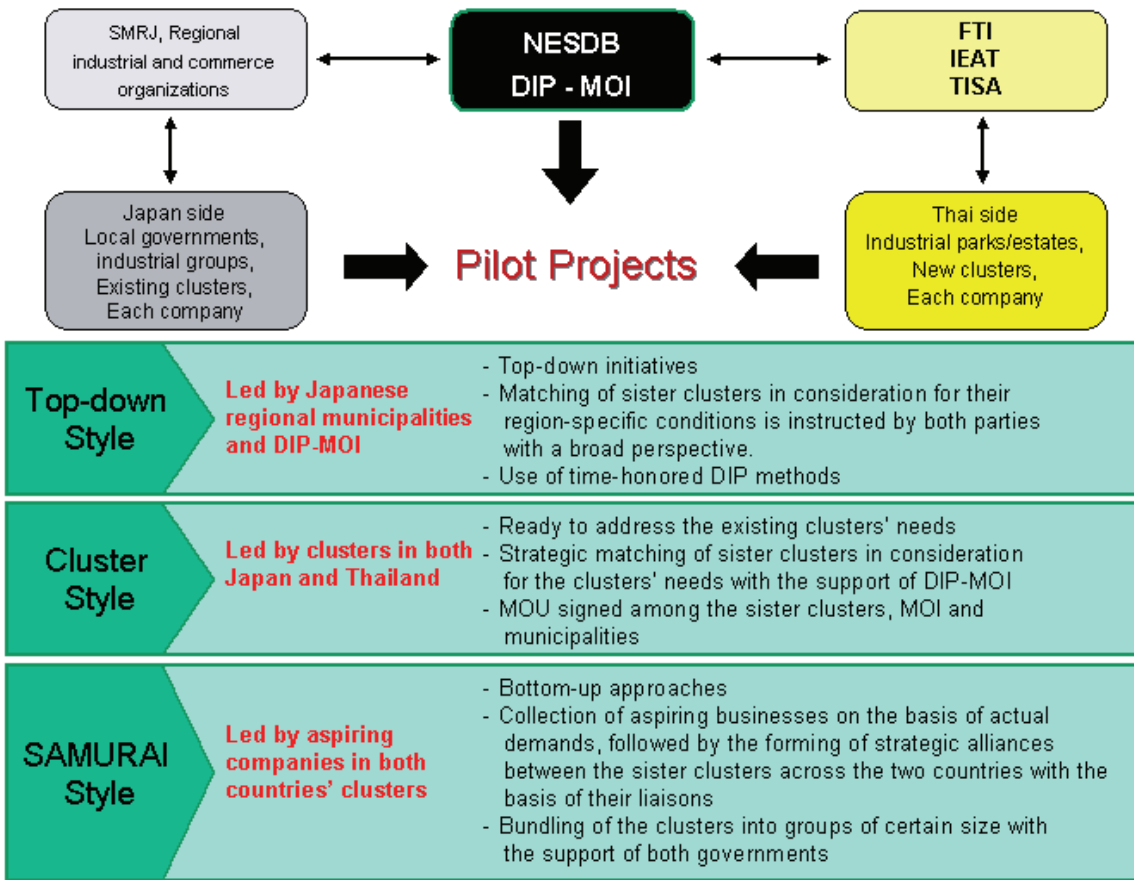 SMRJ, Regional
industrial and commerce
organizations
NESDB
DIP - MOI
FTI
IEAT
TISA
Japan side
Local governments,
industrial groups,
Existing clusters,
Each company
Pilot Projects
Thai side
Industrial parks/estates,
New clusters,
Each company
Top-down
Style
Led by Japanese
regional municipalities
and DIP-MOI
- Top-down initiatives
- Matching of sister clusters in consideration for their
region-specific conditions is instructed by both parties
with a broad perspective.
- Use of time-honored DIP methods
Cluster
Style
Led by clusters in both
Japan and Thailand
- Ready to address the existing clusters' needs
- Strategic matching of sister clusters in consideration
for the clusters' needs with the support of DIP-MOI
- MOU signed among the sister clusters, MOI and
municipalities
SAMURAI
Style
Led by aspiring
companies in both
countries' clusters
- Bottom-up approaches
- Collection of aspiring businesses on the basis of actual
demands, followed by the forming of strategic alliances
between the sister clusters across the two countries with the
basis of their liaisons
- Bundling of the clusters into groups of certain size with
the support of both governments